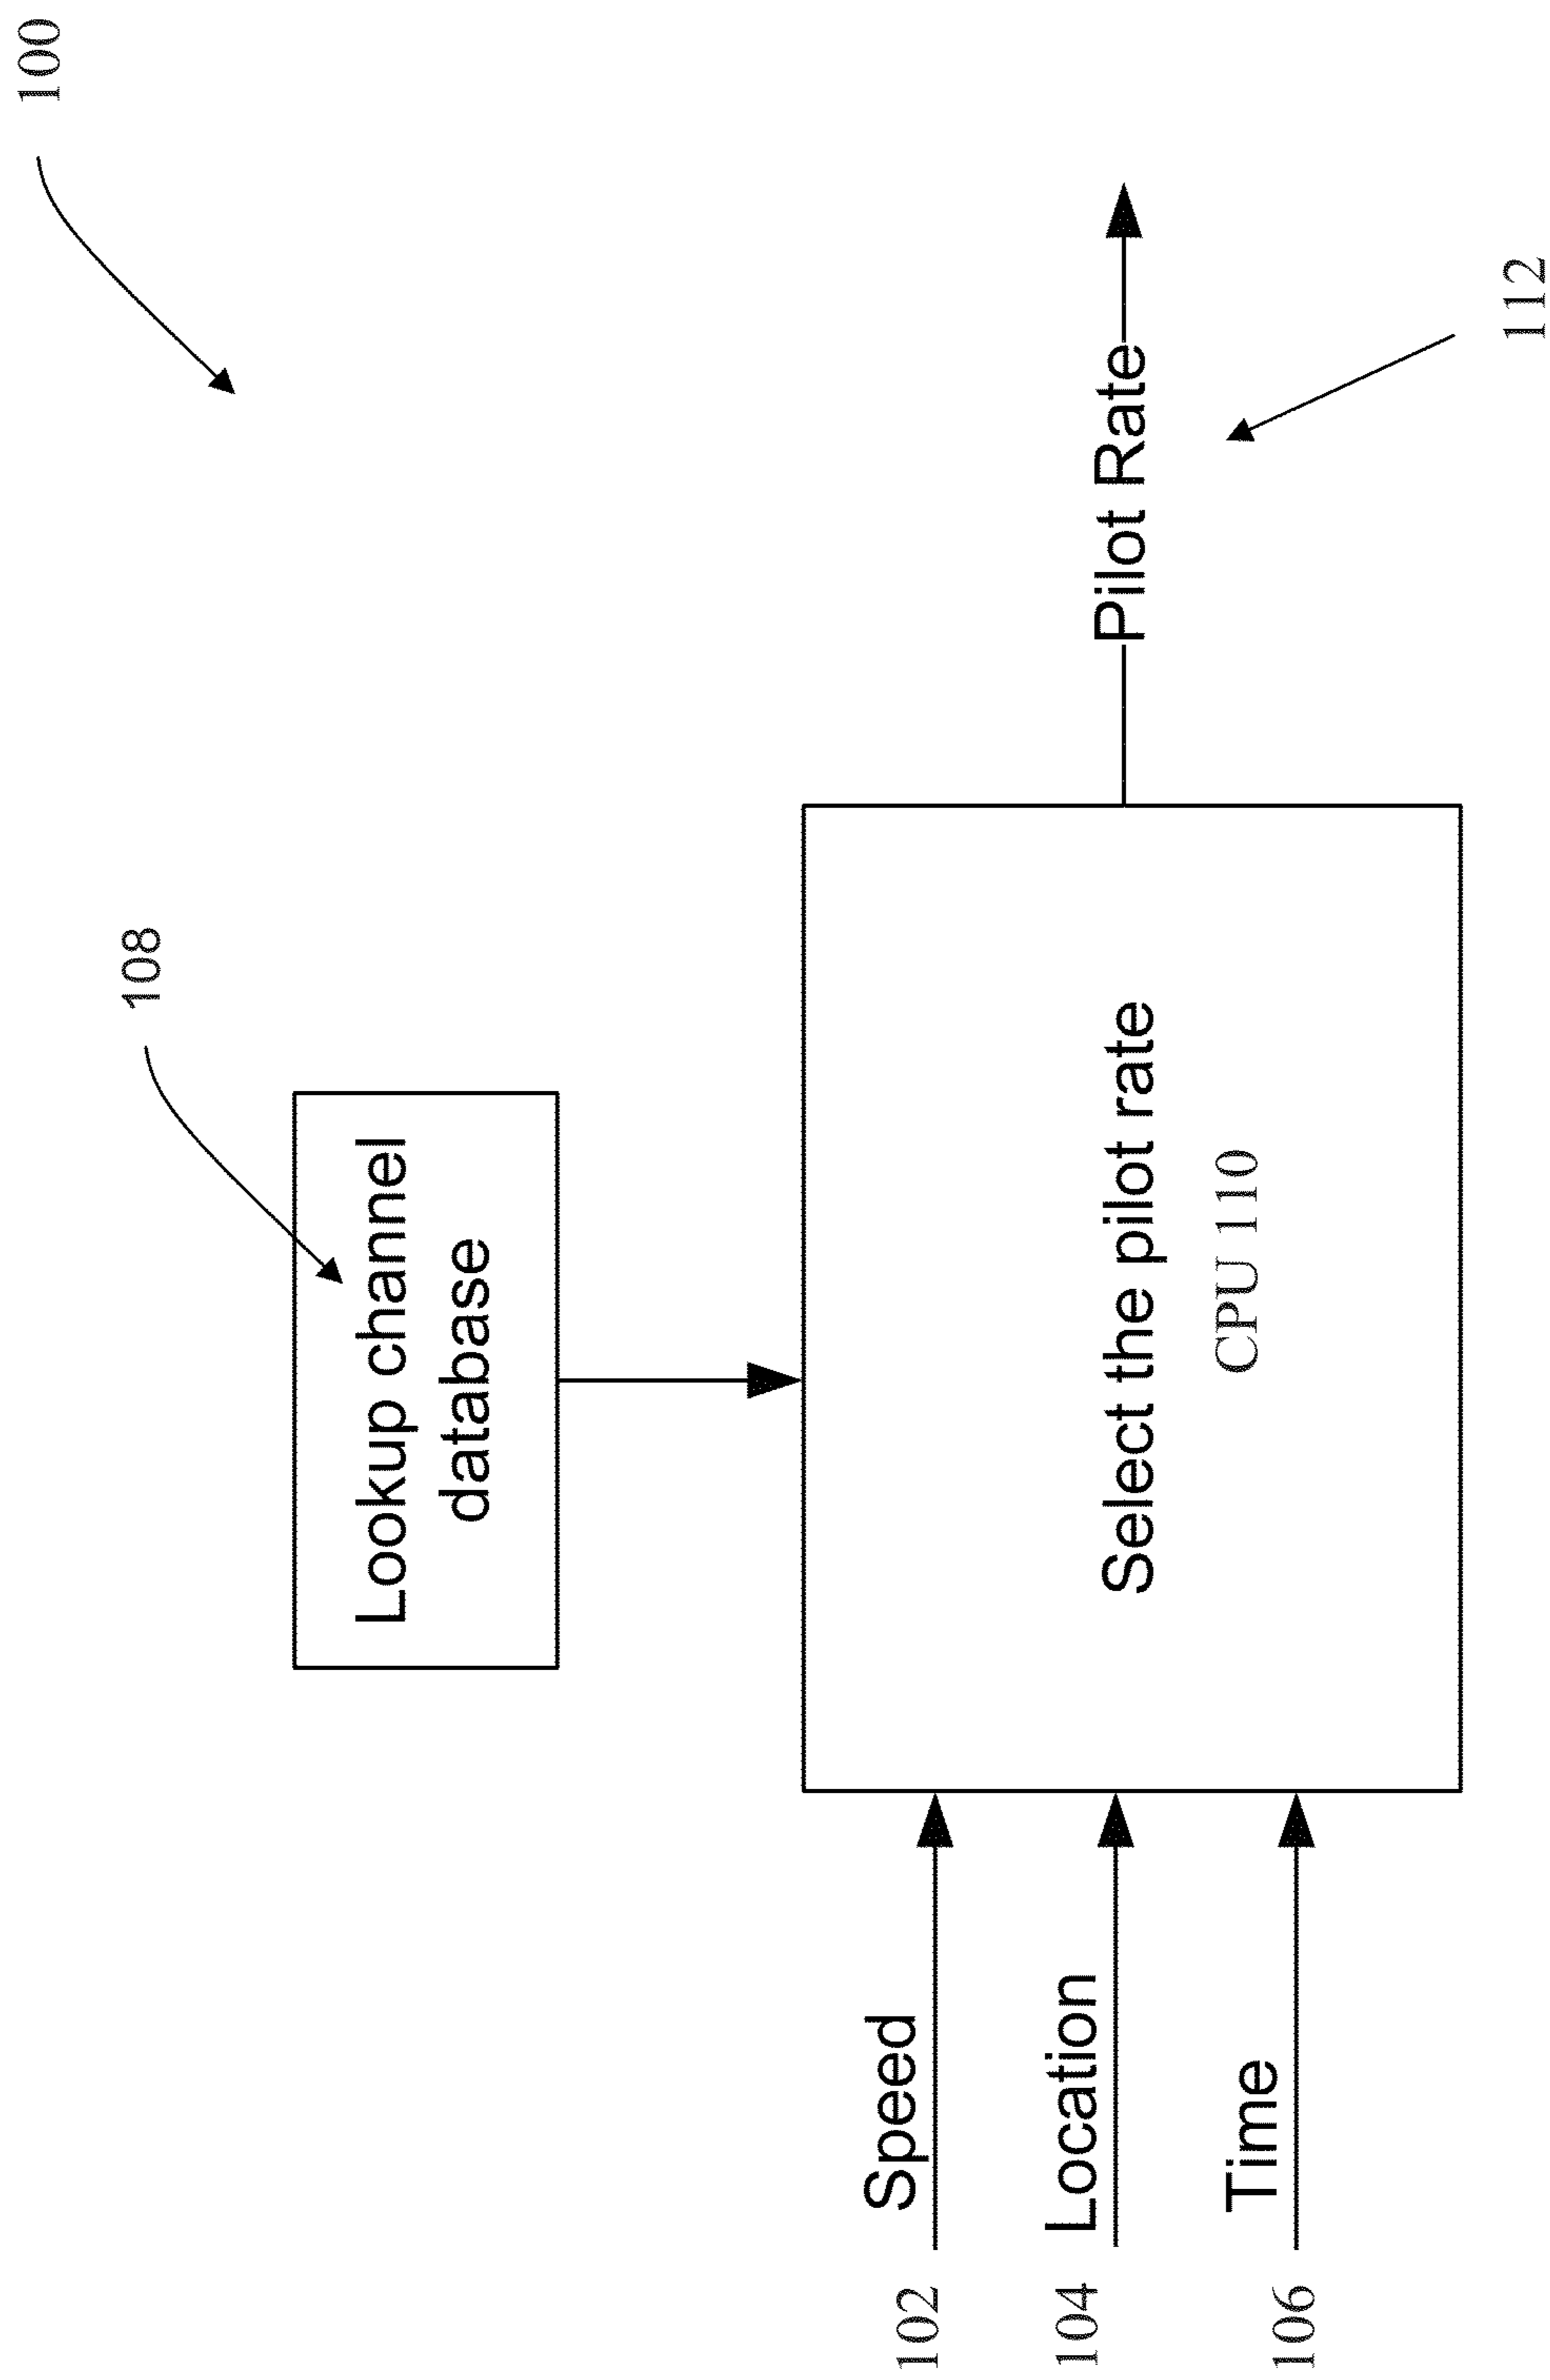 100
108
Lookup channel
database
Speed
102
Location
104
Time
106
Select the pilot rate
CPU 110
Pilot Rate
112